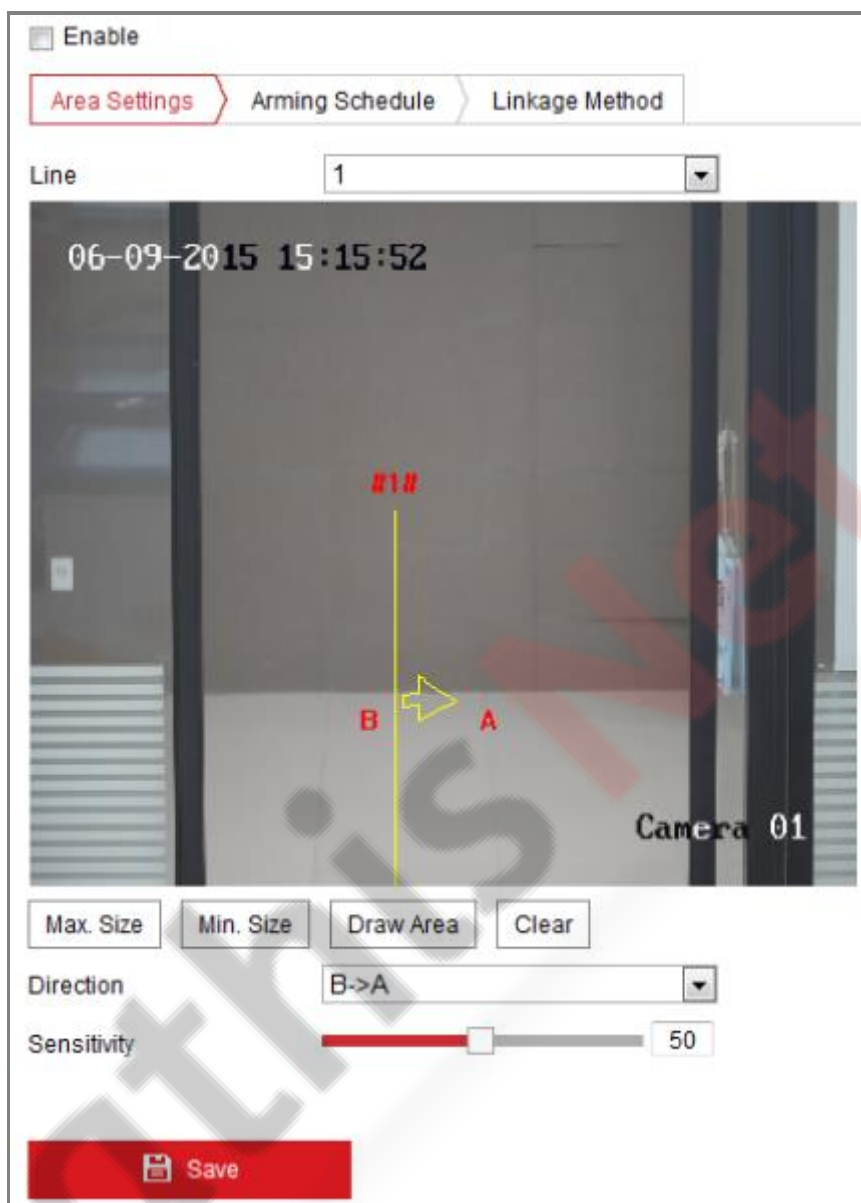 Enable
Area Settings Arming Schedule Linkage Method
Line 1
06-09-2015 15:15:52
#1#
B A
Camera 01
Max. Size Min. Size Draw Area Clear
Direction B->A
Sensitivity 50
Save
athisNet